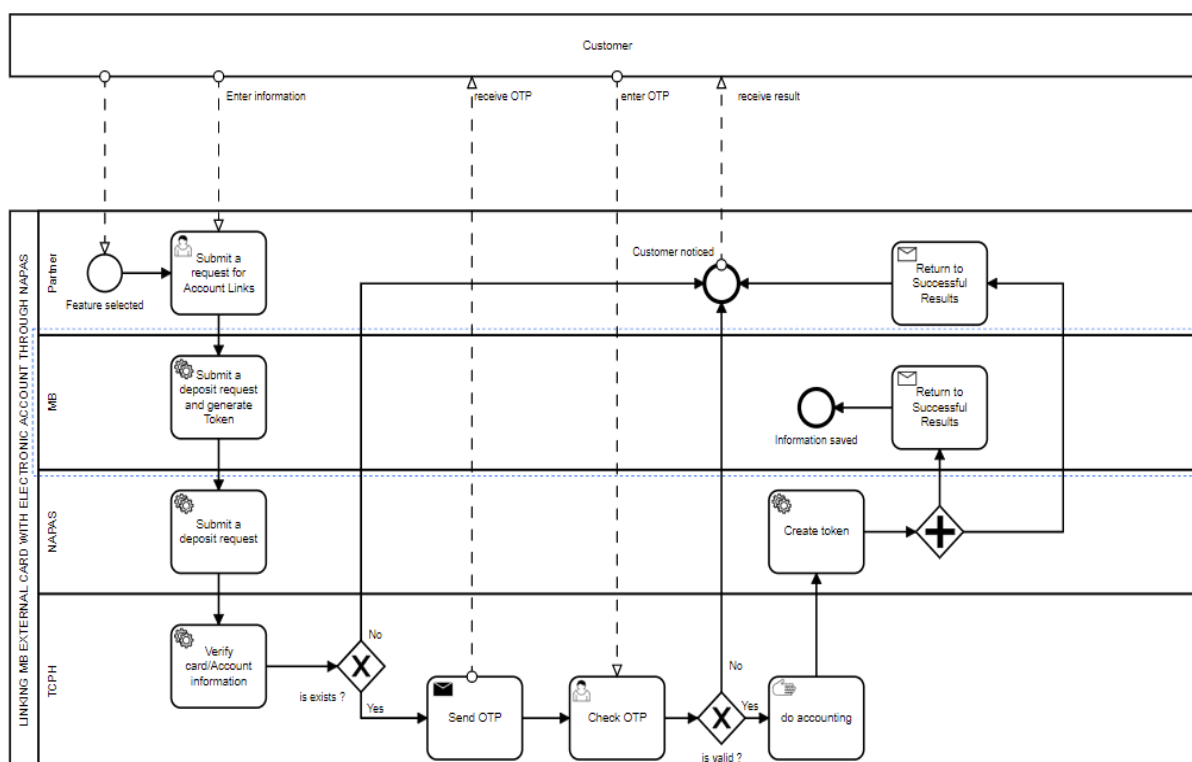 Customer
Enter information
receive OTP
enter OTP
receive result
LINKING MB EXTERNAL CARD WITH ELECTRONIC ACCOUNT THROUGH NAPAS
Partner
Feature selected
Submit a
request for
Account Links
Customer noticed
Return to
Successful
Results
MB
Submit a
deposit request
and generate
Token
Information saved
Return to
Successful
Results
NAPAS
Submit a
deposit request
Create token
TCPH
Verify
card/Account
information
is exists ?
No
Yes
Send OTP
Check OTP
is valid ?
No
Yes
do accounting